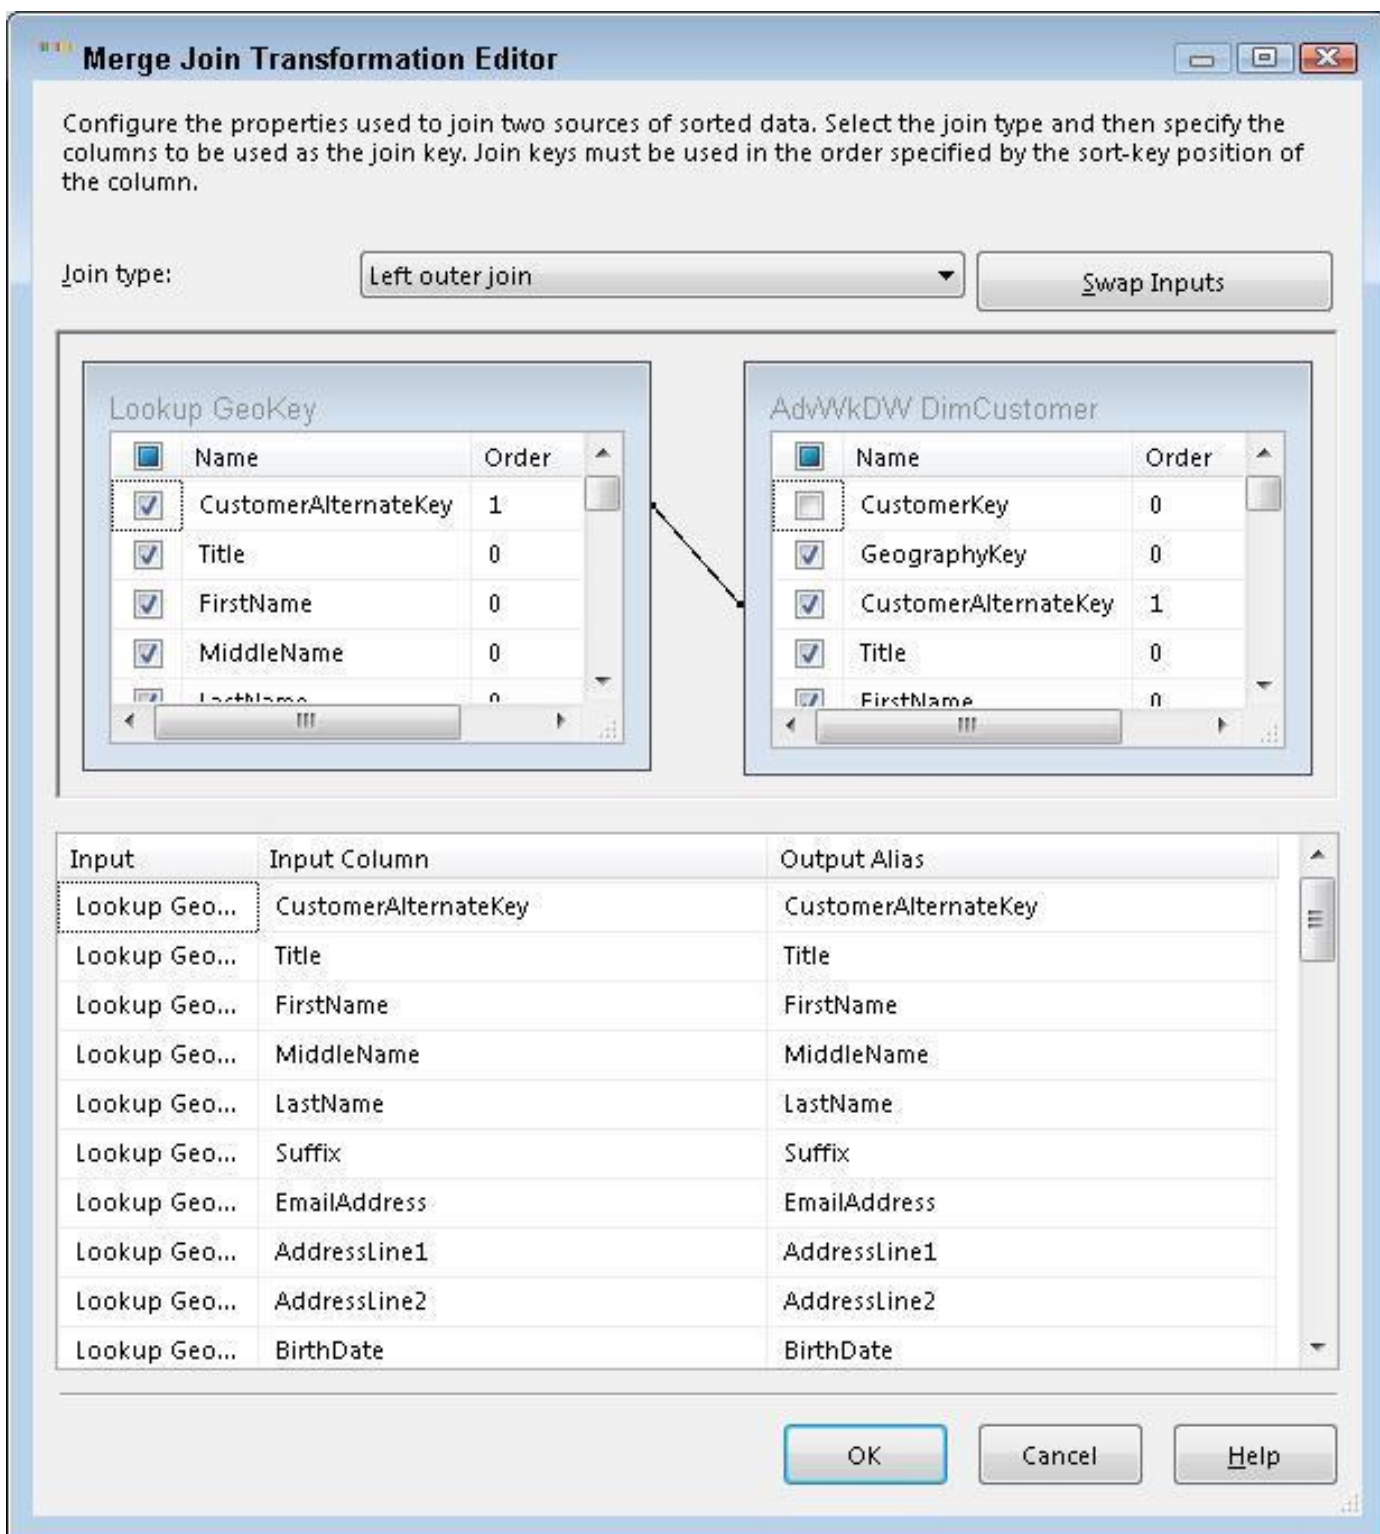 Merge Join Transformation Editor
Configure the properties used to join two sources of sorted data. Select the join type and then specify the
columns to be used as the join key. Join keys must be used in the order specified by the sort-key position of
the column.
Join type: Left outer join Swap Inputs
Lookup GeoKey
Name Order
CustomerAlternateKey 1
Title 0
FirstName 0
MiddleName 0
LastName 0
AdvWkDW DimCustomer
Name Order
CustomerKey 0
GeographyKey 0
CustomerAlternateKey 1
Title 0
FirstName 0
Input Input Column Output Alias
Lookup Geo... CustomerAlternateKey CustomerAlternateKey
Lookup Geo... Title Title
Lookup Geo... FirstName FirstName
Lookup Geo... MiddleName MiddleName
Lookup Geo... LastName LastName
Lookup Geo... Suffix Suffix
Lookup Geo... EmailAddress EmailAddress
Lookup Geo... AddressLine1 AddressLine1
Lookup Geo... AddressLine2 AddressLine2
Lookup Geo... BirthDate BirthDate
OK Cancel Help